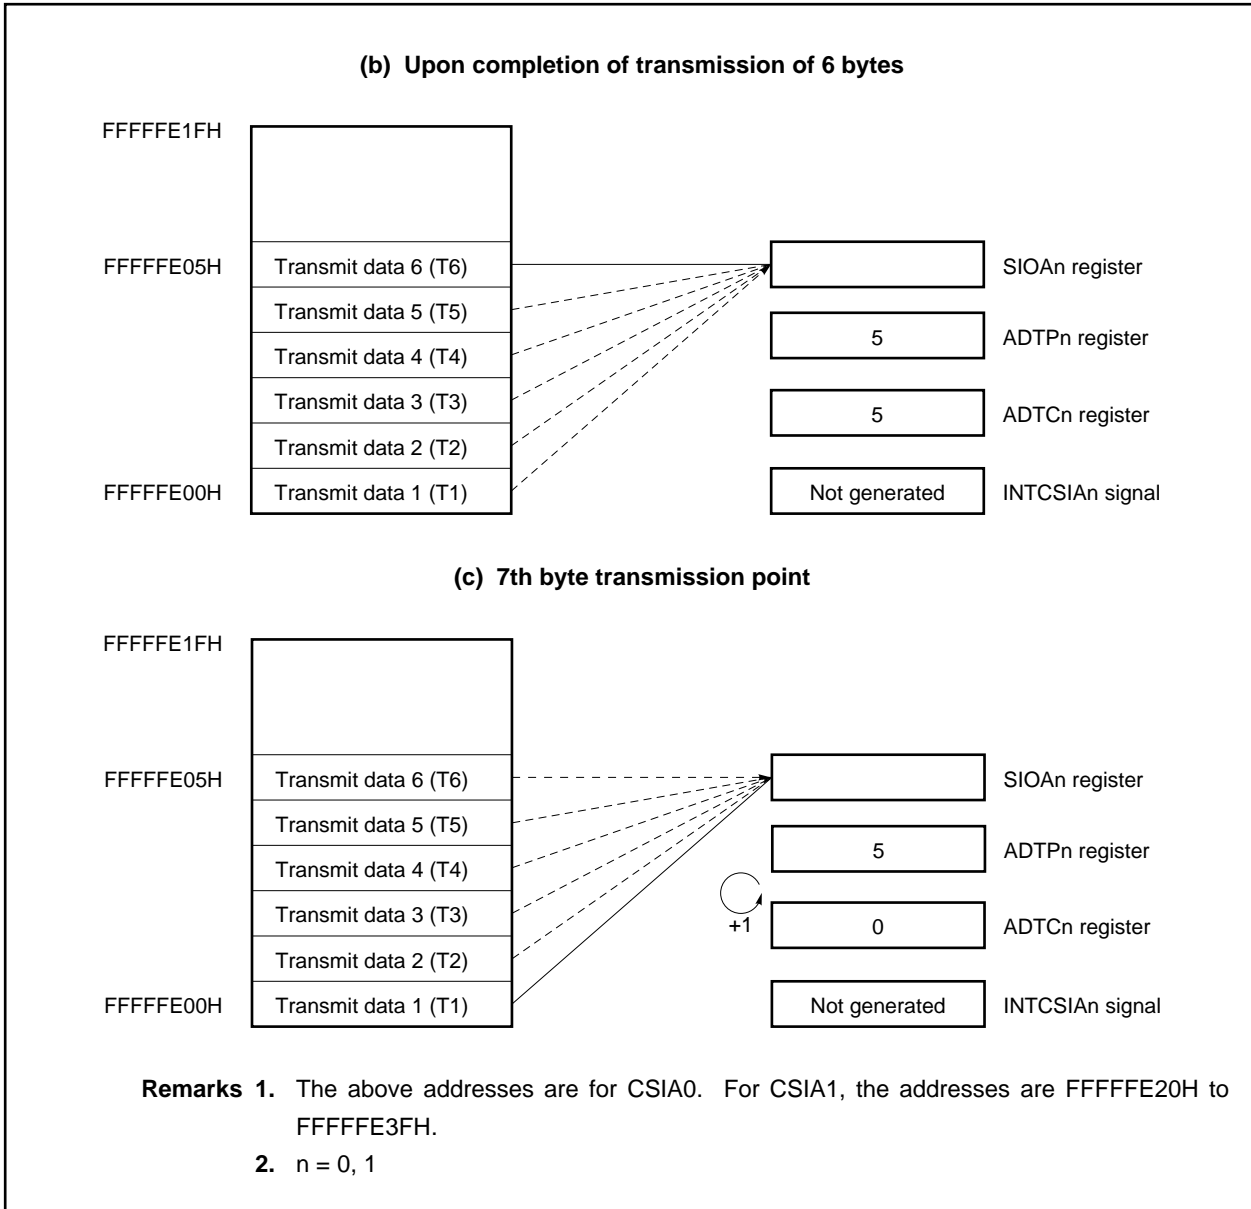 (b) Upon completion of transmission of 6 bytes
FFFFFE1FH
FFFFFE05H Transmit data 6 (T6) SIOAn register
Transmit data 5 (T5)
5 ADTPn register
Transmit data 4 (T4)
Transmit data 3 (T3)
5 ADTCn register
Transmit data 2 (T2)
FFFFFE00H Transmit data 1 (T1) Not generated INTCSIAn signal
(c) 7th byte transmission point
FFFFFE1FH
FFFFFE05H Transmit data 6 (T6) SIOAn register
Transmit data 5 (T5)
5 ADTPn register
Transmit data 4 (T4)
Transmit data 3 (T3)
+1 0 ADTCn register
Transmit data 2 (T2)
FFFFFE00H Transmit data 1 (T1) Not generated INTCSIAn signal
Remarks 1. The above addresses are for CSIA0. For CSIA1, the addresses are FFFFFE20H to
FFFFFE3FH.
2. n = 0, 1